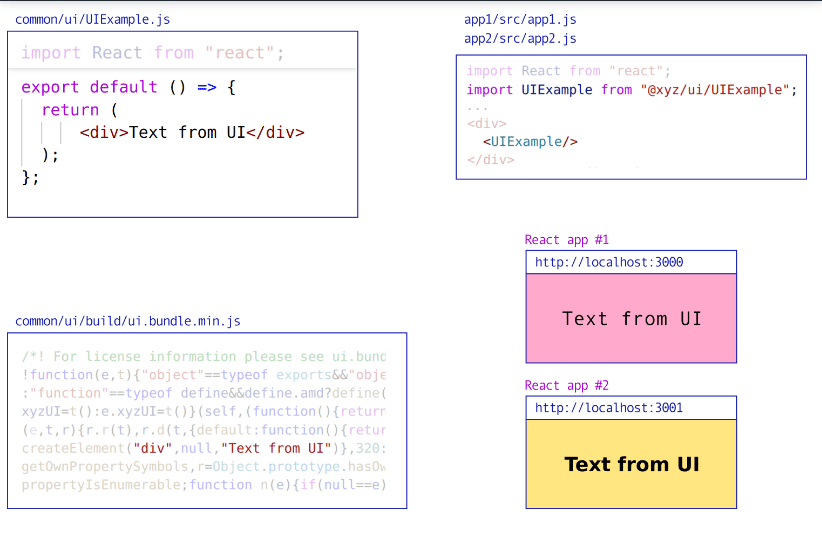 common/ui/UIExample.js
import React from "react";
export default () => {
return (
<div>Text from UI</div>
);
};
app1/src/app1.js
app2/src/app2.js
import React from "react";
import UIExample from "@xyz/ui/UIExample";
...
<div>
<UIExample/>
</div>
common/ui/build/ui.bundle.min.js
/*! For license information please see ui.bund
!function(e,t){"object"==typeof exports&&"obje
:"function"==typeof define&&define.amd?define(
xyzUI=t():e.xyzUI=t()}(self,(function(){return
(e,t,r){r.r(t),r.d(t,{default:function(){retur
createElement("div",null,"Text from UI")},320:
getOwnPropertySymbols,r=Object.prototype.hasOw
propertyIsEnumerable;function n(e){if(null==e)
React app #1
http://localhost:3000
Text from UI
React app #2
http://localhost:3001
Text from UI